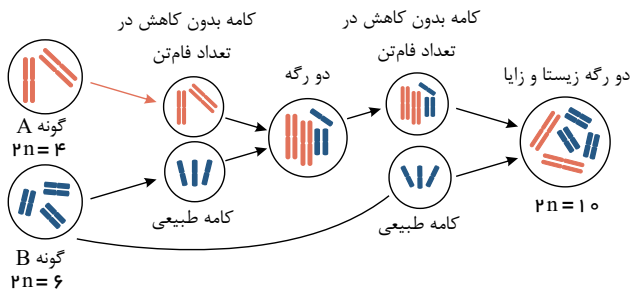 کامه بدون کاهش در
تعداد فام‌تن
کامه بدون کاهش در
تعداد فام‌تن
دو رگه زیستا و زایا
دو رگه
گونه A
۲n = ۴
کامه طبیعی
کامه طبیعی
۲n = ۱۰
گونه B
۲n = ۶